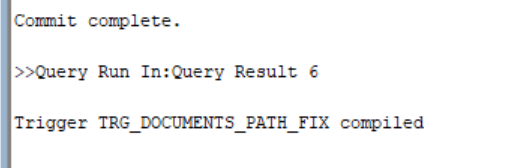 Commit complete.
>>Query Run In:Query Result 6
Trigger TRG_DOCUMENTS_PATH_FIX compiled